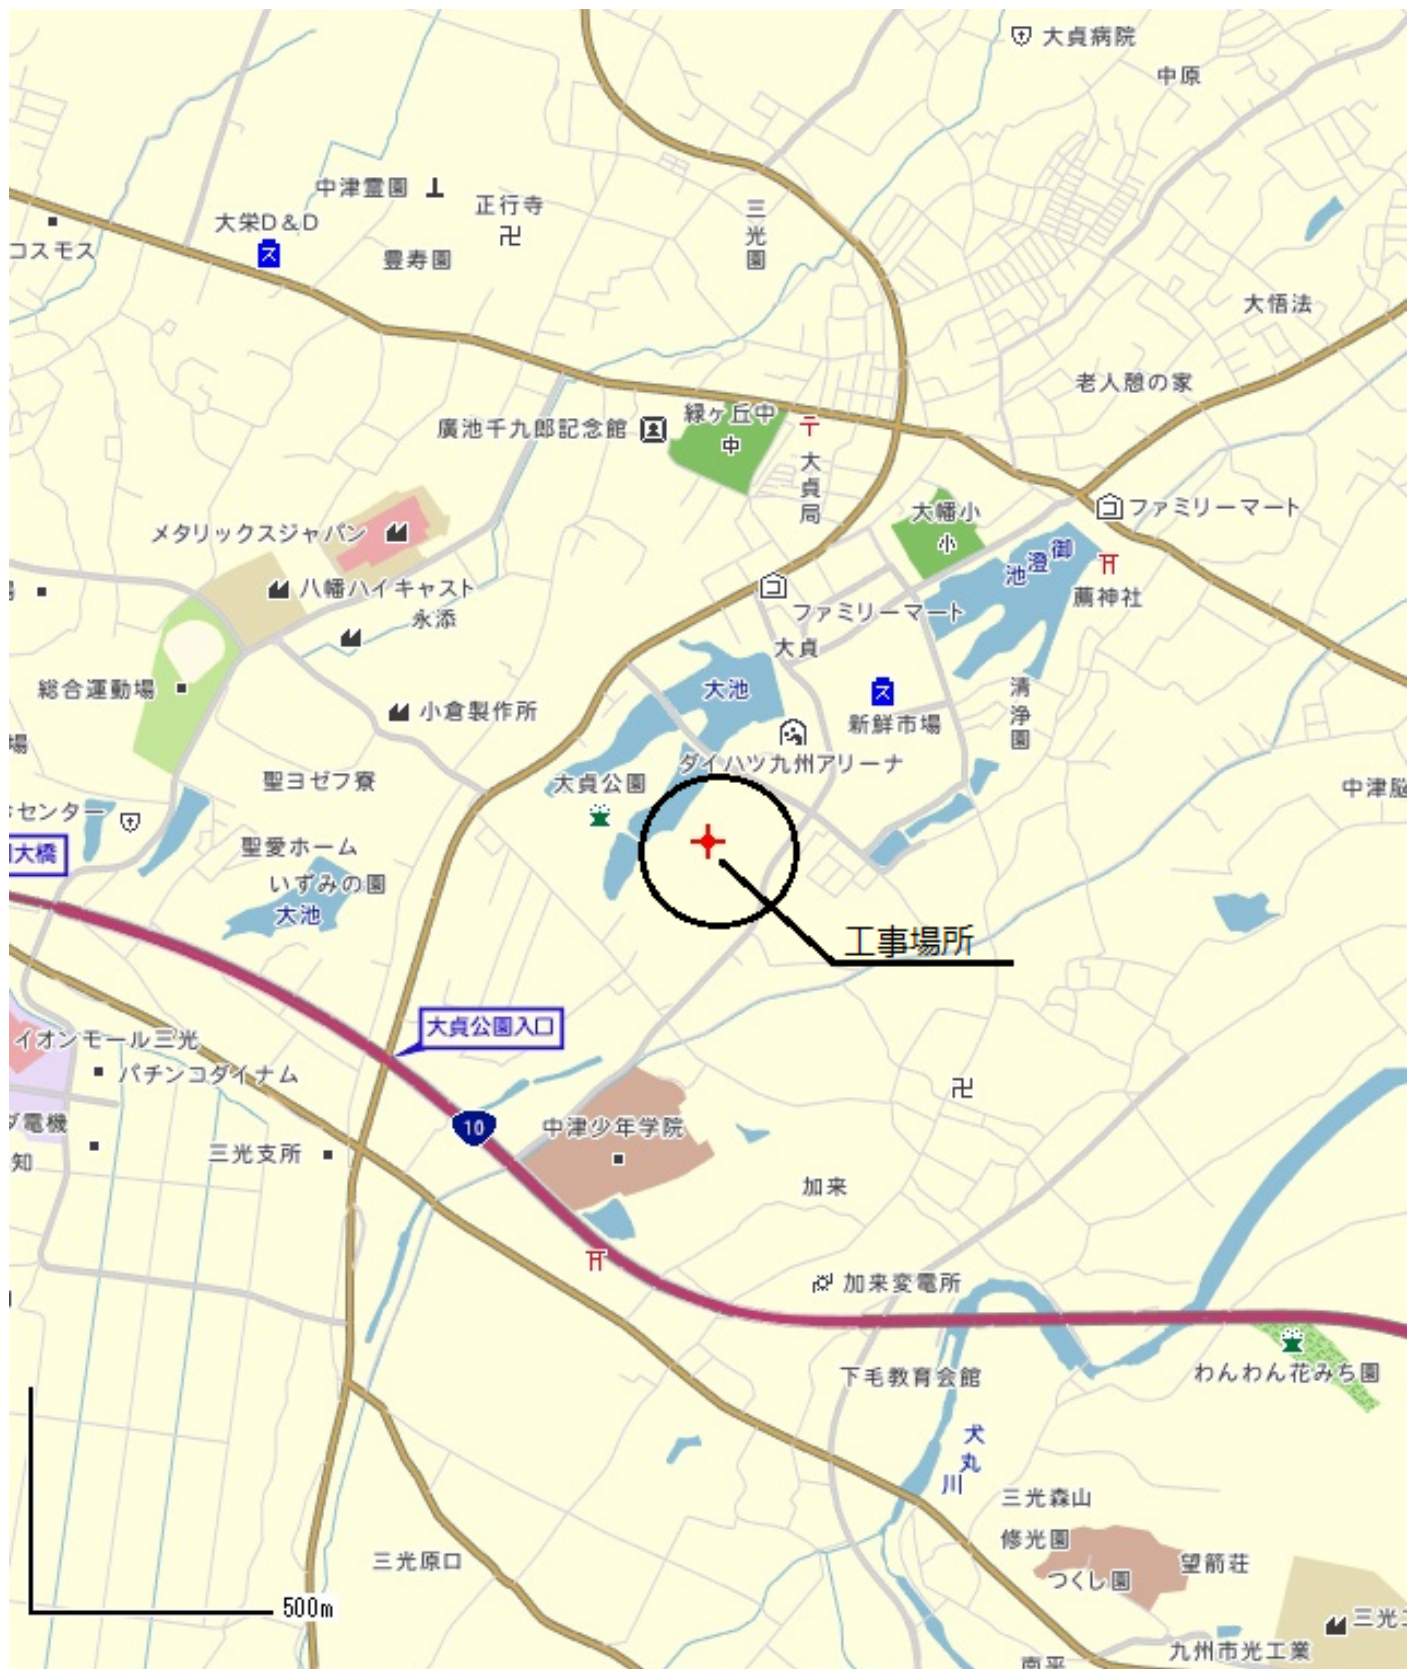 大貞病院
中原
中津霊園
正行寺
大栄D&D
三光園
コスモス
豊寿園
大悟法
老人憩の家
緑ヶ丘中
中
廣池千九郎記念館
大貞局
大幡小
小
ファミリーマート
メタリックスジャパン
御澄池
薦神社
八幡ハイキャスト
ファミリーマート
永添
大貞
総合運動場
大池
清浄園
小倉製作所
新鮮市場
場
ダイハツ九州アリーナ
聖ヨゼフ寮
大貞公園
中津脳
センター
大橋
聖愛ホーム
いずみの園
大池
工事場所
大貞公園入口
イオンモール三光
パチンコダイナム
電機
10
中津少年学院
知
三光支所
加来
加来変電所
下毛教育会館
わんわん花みち園
犬丸川
三光森山
修光園
三光原口
望箭荘
つくし園
500m
三光工
九州市光工業
南平